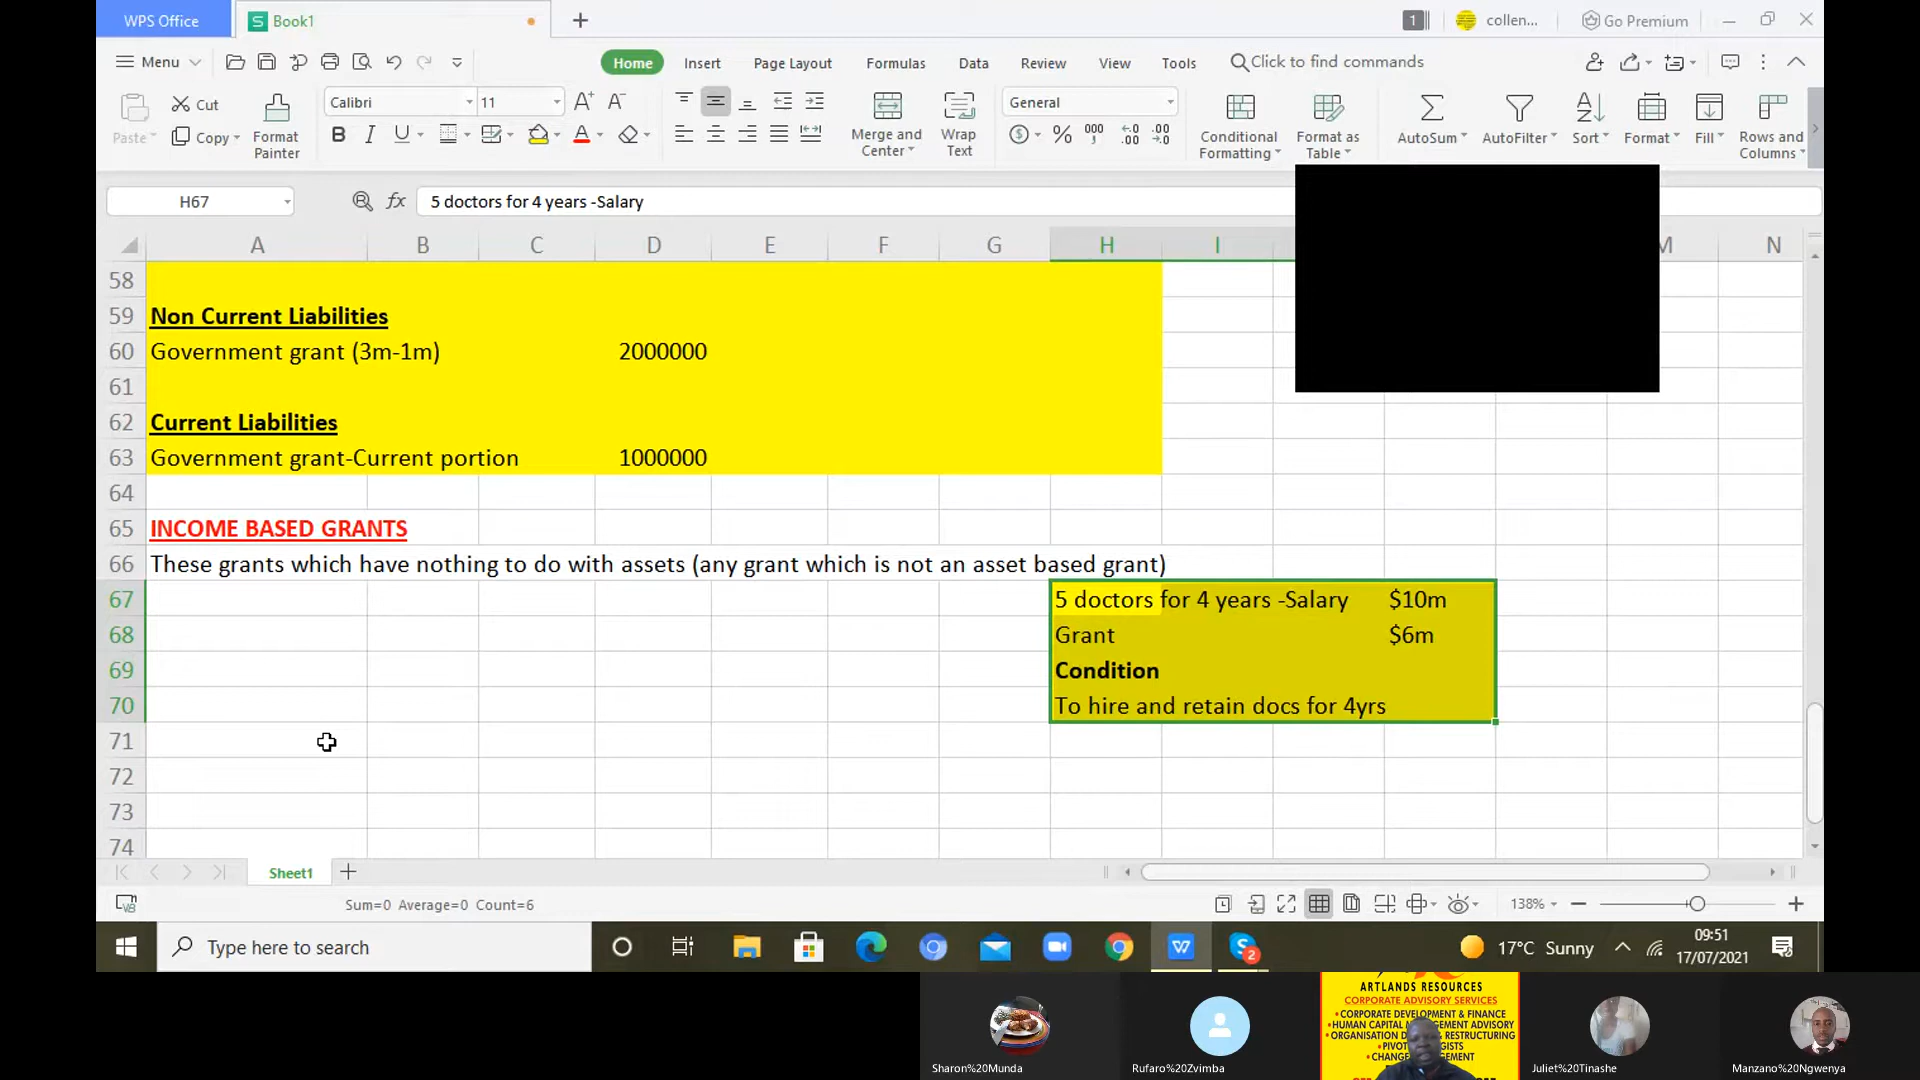 WPS Office
S Book1
1
collen...
Go Premium
Menu
Home
Insert
Page Layout
Formulas
Data
Review
View
Tools
Click to find commands
Paste
Cut
Copy
Format Painter
Calibri
11
Merge and Center
Wrap Text
General
Conditional Formatting
Format as Table
AutoSum
AutoFilter
Sort
Format
Fill
Rows and Columns
H67
fx
5 doctors for 4 years -Salary
A B C D E F G H I M N
58
59 Non Current Liabilities
60 Government grant (3m-1m) 2000000
61
62 Current Liabilities
63 Government grant-Current portion 1000000
64
65 INCOME BASED GRANTS
66 These grants which have nothing to do with assets (any grant which is not an asset based grant)
67 5 doctors for 4 years -Salary $10m
68 Grant $6m
69 Condition
70 To hire and retain docs for 4yrs
71
72
73
74
Sheet1
Sum=0 Average=0 Count=6
138%
Type here to search
2
17°C Sunny
09:51
17/07/2021
ARTLANDS RESOURCES
CORPORATE ADVISORY SERVICES
•CORPORATE DEVELOPMENT & FINANCE
Sharon%20Munda
Rufaro%20Zvimba
Juliet%20Tinashe
Manzano%20Ngwenya